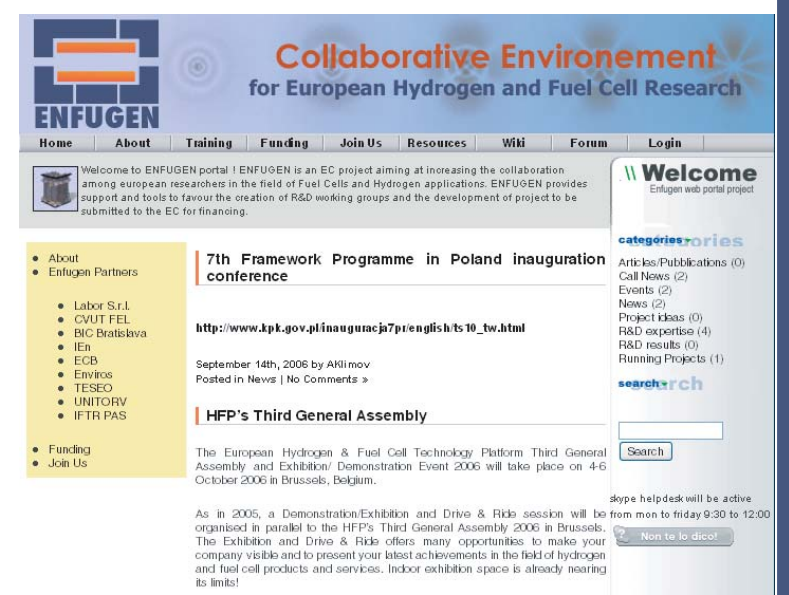 Collaborative Environement
for European Hydrogen and Fuel Cell Research
ENFUGEN
Home About Training Funding Join Us Resources Wiki Forum Login
Welcome to ENFUGEN portal ! ENFUGEN is an EC project aiming at increasing the collaboration
among european researchers in the field of Fuel Cells and Hydrogen applications. ENFUGEN provides
support and tools to favour the creation of R&D working groups and the development of project to be
submitted to the EC for financing.
.\\ Welcome
Enfugen web portal project
About
Enfugen Partners
Labor S.r.l.
CVUT FEL
BIC Bratislava
IEn
ECB
Enviros
TESEO
UNITORV
IFTR PAS
Funding
Join Us
7th Framework Programme in Poland inauguration
conference
http://www.kpk.gov.pl/inauguracja7pr/english/ts10_tw.html
September 14th, 2006 by AKlimov
Posted in News | No Comments »
HFP's Third General Assembly
The European Hydrogen & Fuel Cell Technology Platform Third General
Assembly and Exhibition/ Demonstration Event 2006 will take place on 4-6
October 2006 in Brussels, Belgium.
As in 2005, a Demonstration/Exhibition and Drive & Ride session will be
organised in parallel to the HFP's Third General Assembly 2006 in Brussels.
The Exhibition and Drive & Ride offers many opportunities to make your
company visible and to present your latest achievements in the field of hydrogen
and fuel cell products and services. Indoor exhibition space is already nearing
its limits!
categories
categories
Articles/Pubblications (0)
Call News (2)
Events (2)
News (2)
Project ideas (0)
R&D expertise (4)
R&D results (0)
Running Projects (1)
search
search
Search
skype helpdesk will be active
from mon to friday 9:30 to 12:00
? Non te lo dico!